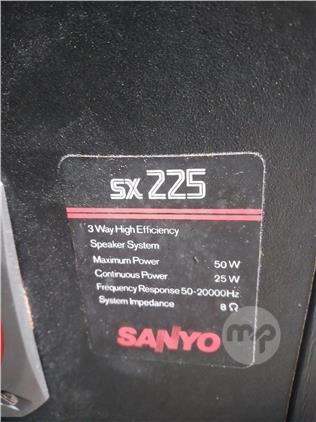 SX 225
3 Way High Efficiency
Speaker System
Maximum Power 50 W
Continuous Power 25 W
Frequency Response 50-20000Hz
System Impedance 8 Ω
SANYO
mp